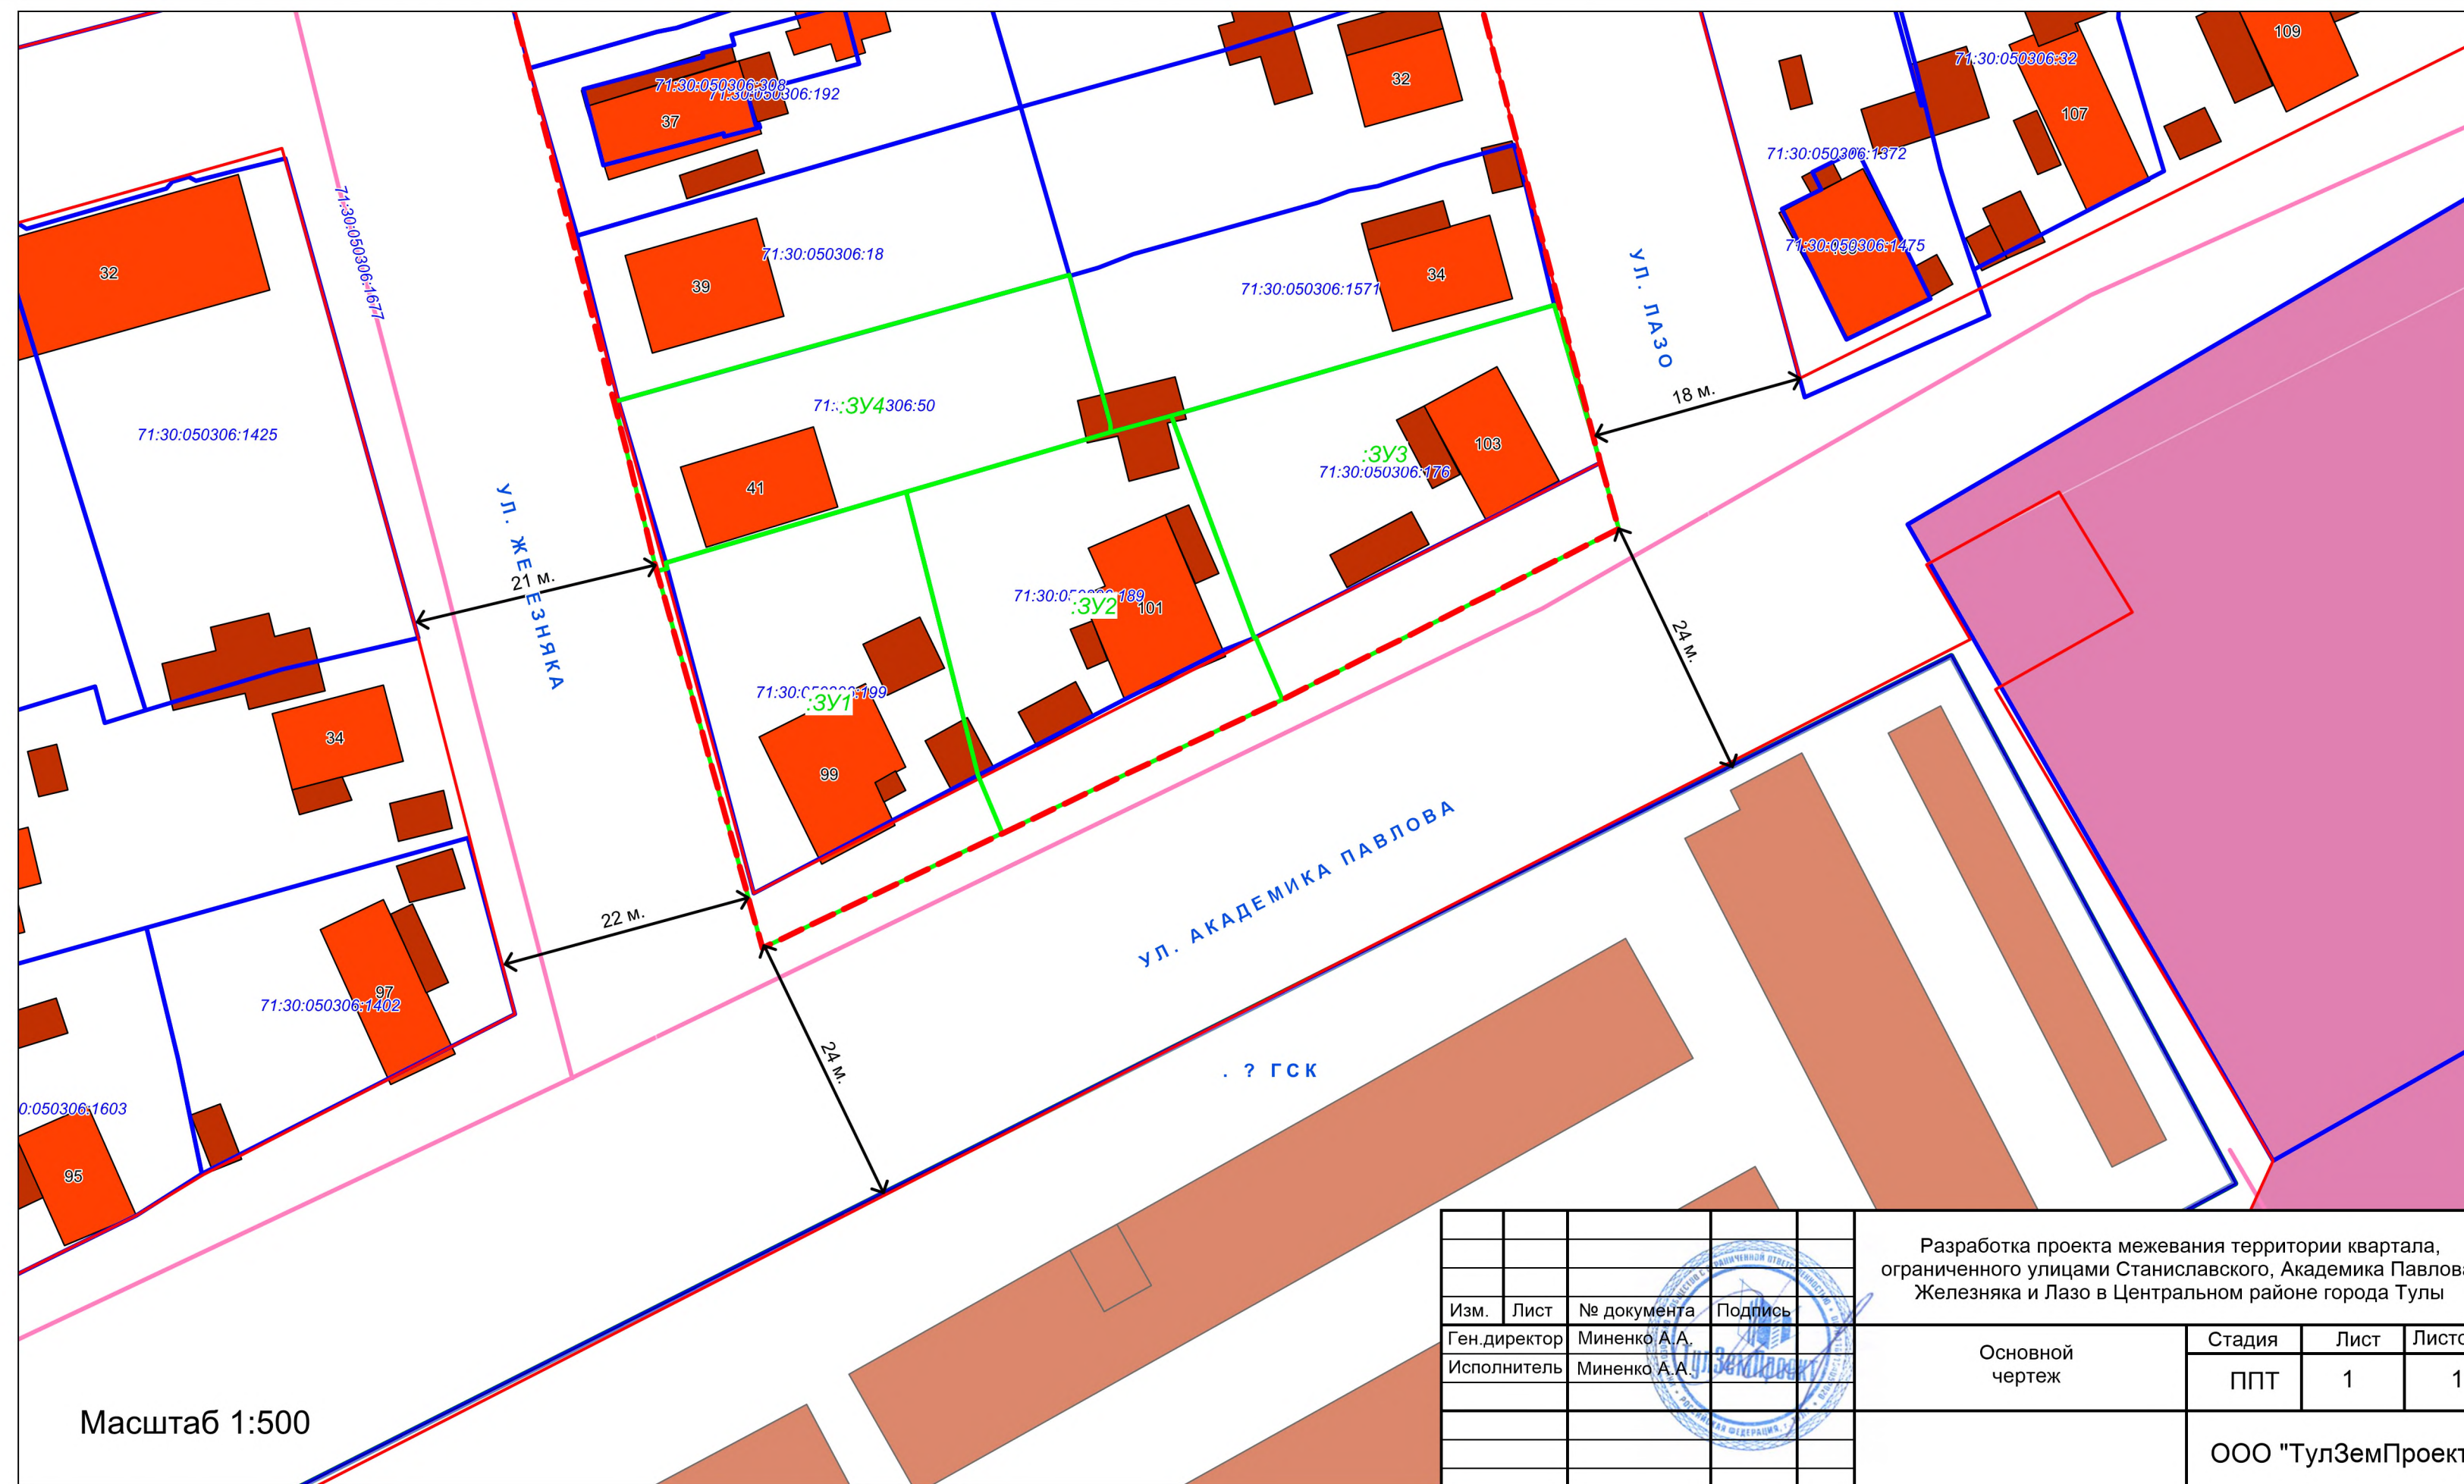 109
71:30:050306:32
32
71:30:050306:308
71:30:050306:192
107
37
71:30:050306:1372
71:30:050306:1677
71:30:050306:1475
71:30:050306:18
32
34
39
71:30:050306:1571
УЛ. ЛАЗО
18 м.
71:
:ЗУ4
306:50
71:30:050306:1425
103
:ЗУ3
71:30:050306:176
41
УЛ. ЖЕЛЕЗНЯКА
21 м.
189
:ЗУ2
101
24 м.
199
:ЗУ1
34
99
УЛ. АКАДЕМИКА ПАВЛОВА
22 м.
97
71:30:050306:1402
24 м.
. ? ГСК
0:050306:1603
95
Масштаб 1:500
Разработка проекта межевания территории квартала,
ограниченного улицами Станиславского, Академика Павлова
Железняка и Лазо в Центральном районе города Тулы
Изм. Лист № документа Подпись
Ген.директор Миненко А.А.
Исполнитель Миненко А.А.
Основной
чертеж
Стадия Лист Листо
ППТ 1 1
ТулЗемПроект
ООО "ТулЗемПроект